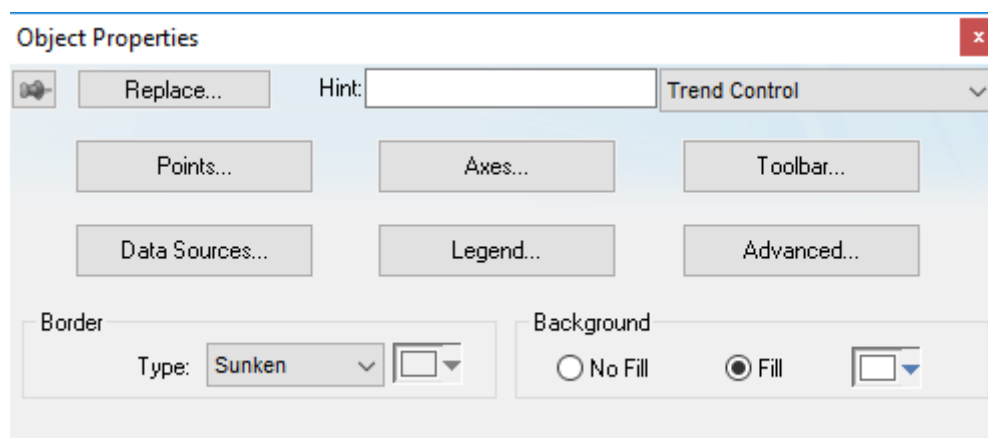 Object Properties
x
Replace... Hint: Trend Control
Points... Axes... Toolbar...
Data Sources... Legend... Advanced...
Border Background
Type: Sunken No Fill Fill